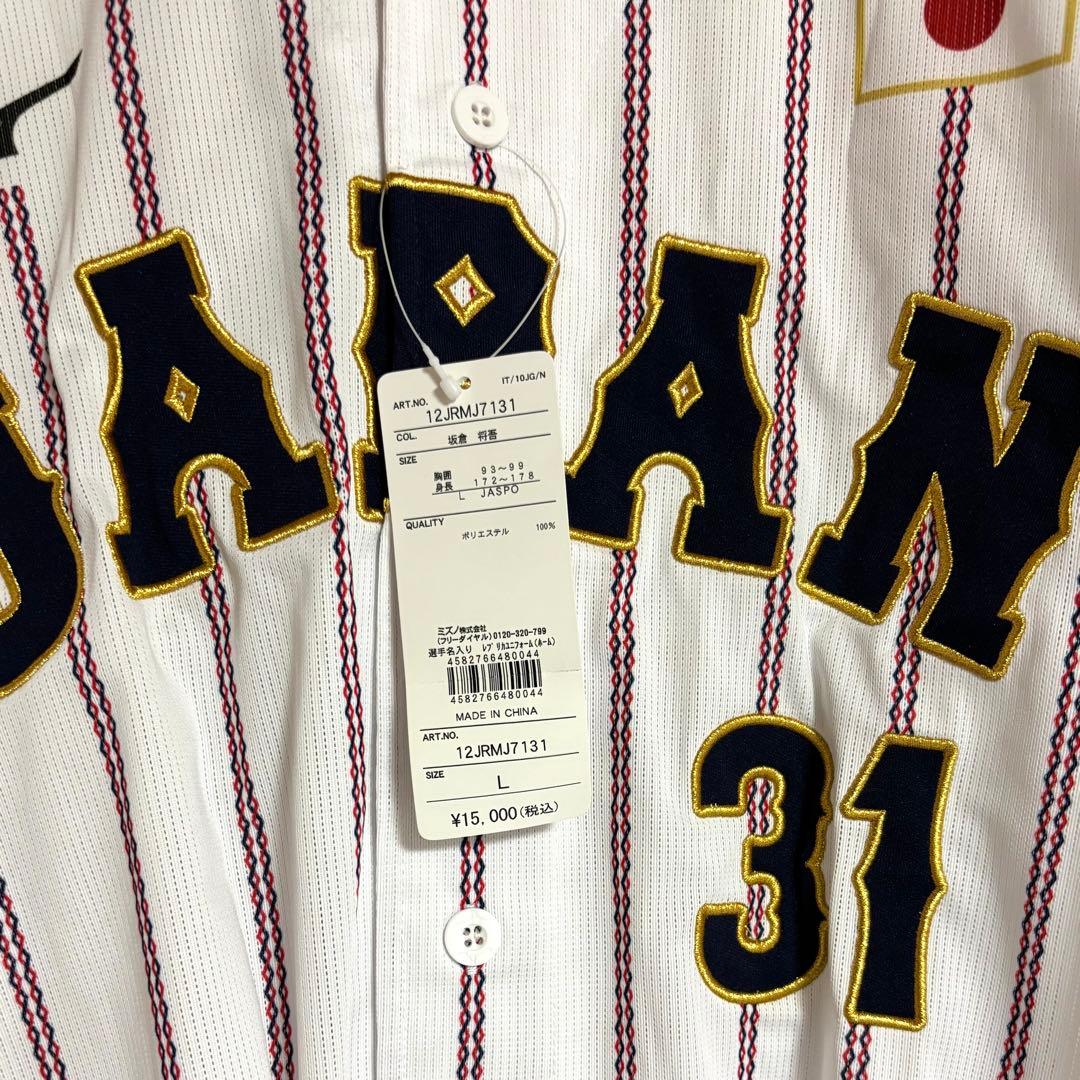 JAPAN
IT/10JG/N
ART.NO. 12JRMJ7131
COL. 坂倉 将吾
SIZE
胸囲 93~99
身長 172~178
L JASPO
QUALITY
ポリエステル 100%
ミズノ株式会社
(フリーダイヤル)0120-320-799
選手名入り レプリカユニフォーム(ホーム)
4582766480044
4582766480044
MADE IN CHINA
ART.NO. 12JRMJ7131
SIZE L
¥15,000(税込)
31